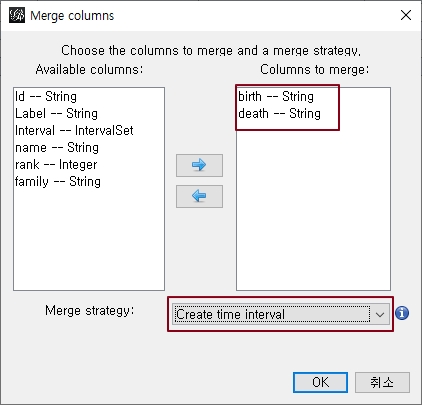 Merge columns
Choose the columns to merge and a merge strategy.
Available columns:
Columns to merge:
Id -- String
Label -- String
Interval -- IntervalSet
name -- String
rank -- Integer
family -- String
birth -- String
death -- String
Merge strategy:
Create time interval
OK
취소